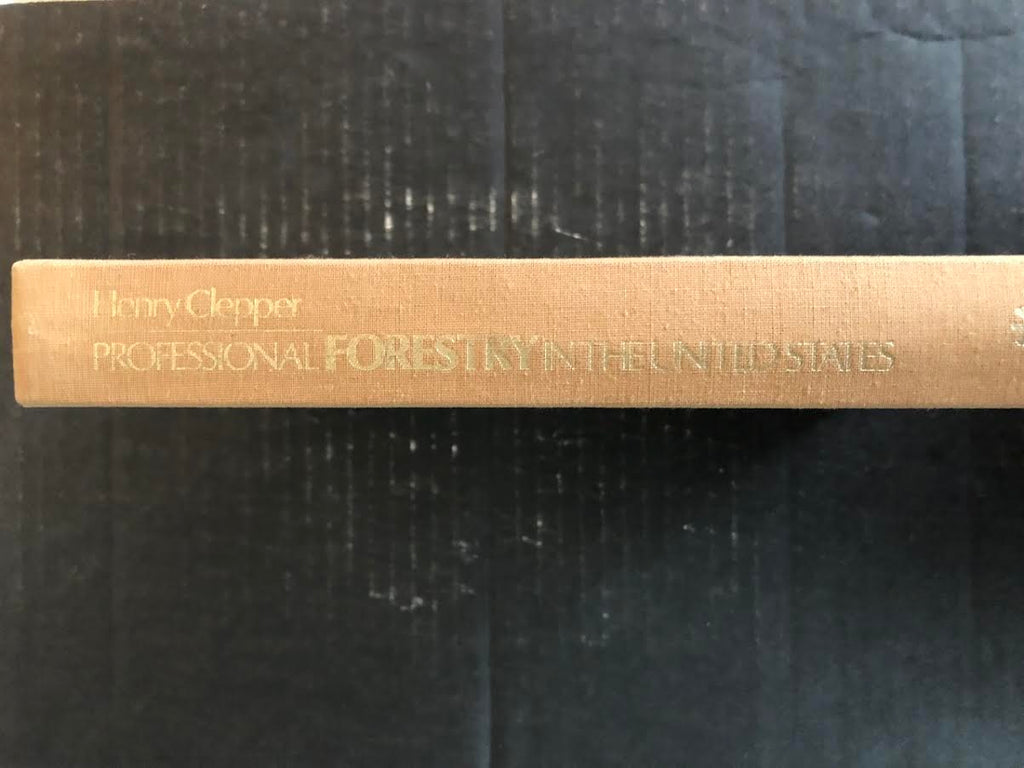 Henry Clepper
PROFESSIONAL FORESTRY IN THE UNITED STATES